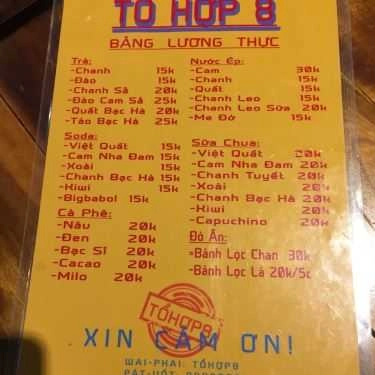 TỔ HỢP 8
BẢNG LƯƠNG THỰC
Trà:
-Chanh 15k
-Đào 15k
-Chanh Sả 20k
-Đào Cam Sả 25k
-Quất Bạc Hà 20k
-Táo Bạc Hà 25k
Soda:
-Việt Quất 15k
-Cam Nha Đam 15k
-Xoài 15k
-Chanh Bạc Hà 15k
-Kiwi 15k
-Bigbabol 15k
Cà Phê:
-Nâu 20k
-Đen 20k
-Bạc Sỉ 20k
-Cacao 20k
-Milo 20k
Nước Ép:
-Cam 30k
-Chanh 15k
-Quất 15k
-Chanh Leo 15k
-Chanh Leo Sữa 20k
-Mơ Đỏ 15k
Sữa Chua:
-Việt Quất 20k
-Cam Nha Đam 20k
-Chanh Tuyết 20k
-Xoài 20k
-Chanh Bạc Hà 20k
-Kiwi 20k
-Capuchino 20k
Đồ Ăn:
-Bánh Lọc Chan 30k
-Bánh Lọc Lá 20k/5c
TỔHỢP8
XIN CẢM ƠN!
WAI-PHAI: TỔHỢP8